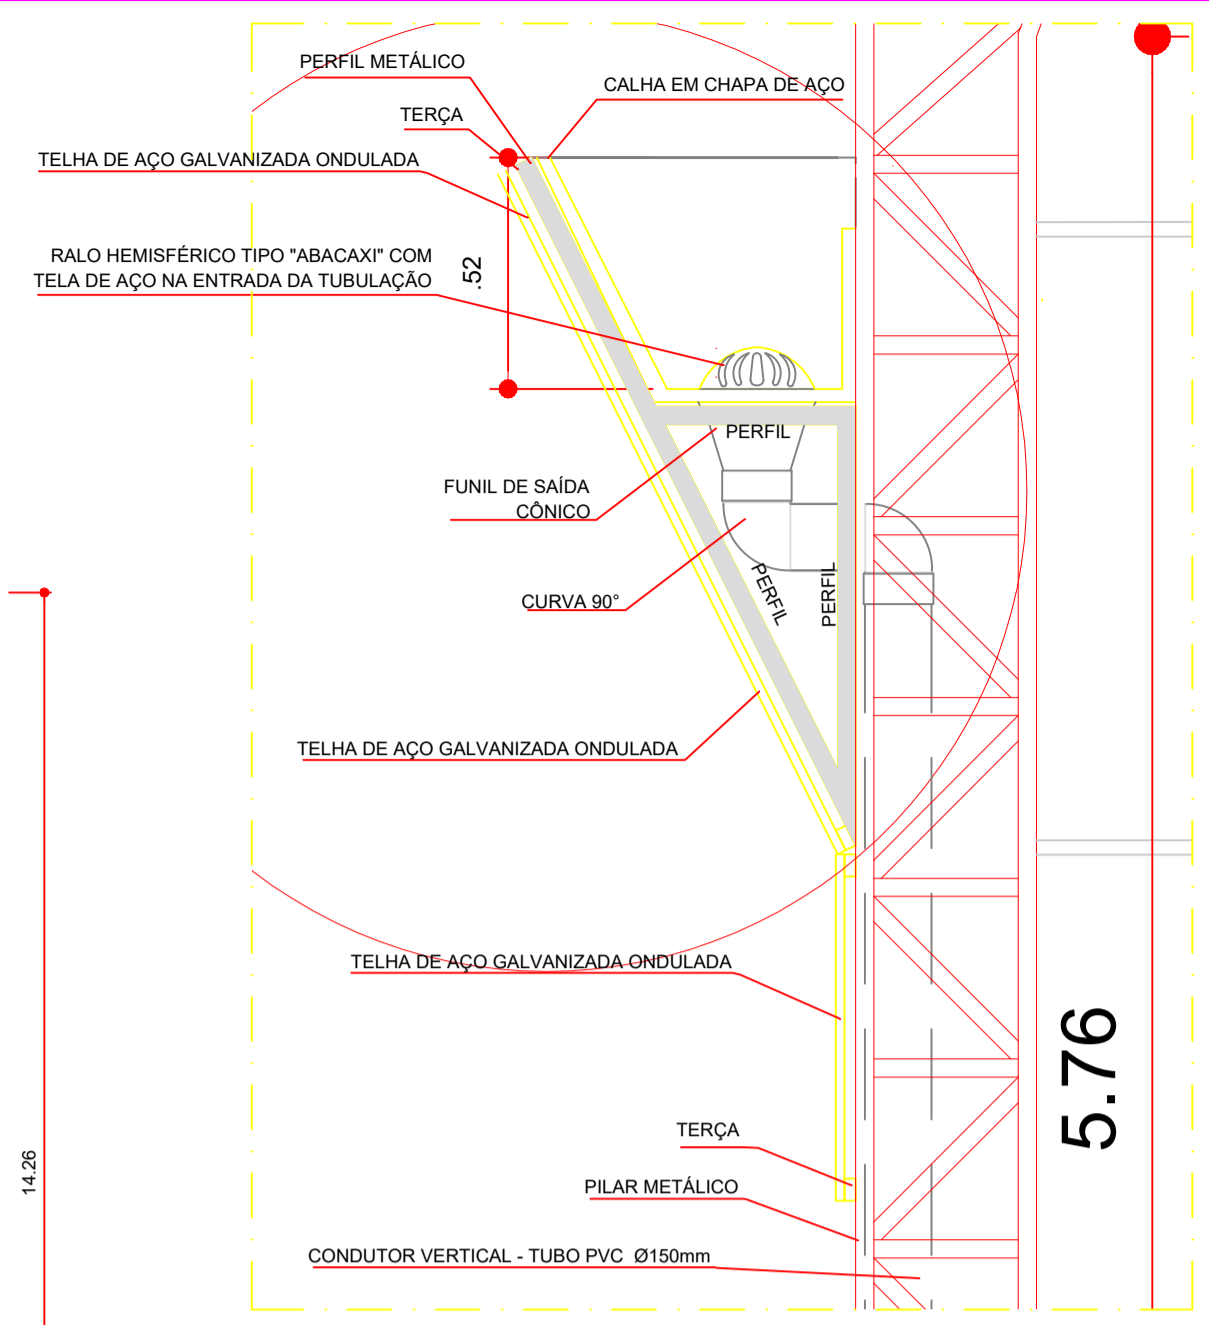 PERFIL METÁLICO
CALHA EM CHAPA DE AÇO
TERÇA
TELHA DE AÇO GALVANIZADA ONDULADA
RALO HEMISFÉRICO TIPO "ABACAXI" COM
TELA DE AÇO NA ENTRADA DA TUBULAÇÃO
.52
PERFIL
FUNIL DE SAÍDA
CÔNICO
PERFIL
PERFIL
CURVA 90°
TELHA DE AÇO GALVANIZADA ONDULADA
TELHA DE AÇO GALVANIZADA ONDULADA
5.76
TERÇA
14.26
PILAR METÁLICO
CONDUTOR VERTICAL - TUBO PVC Ø150mm